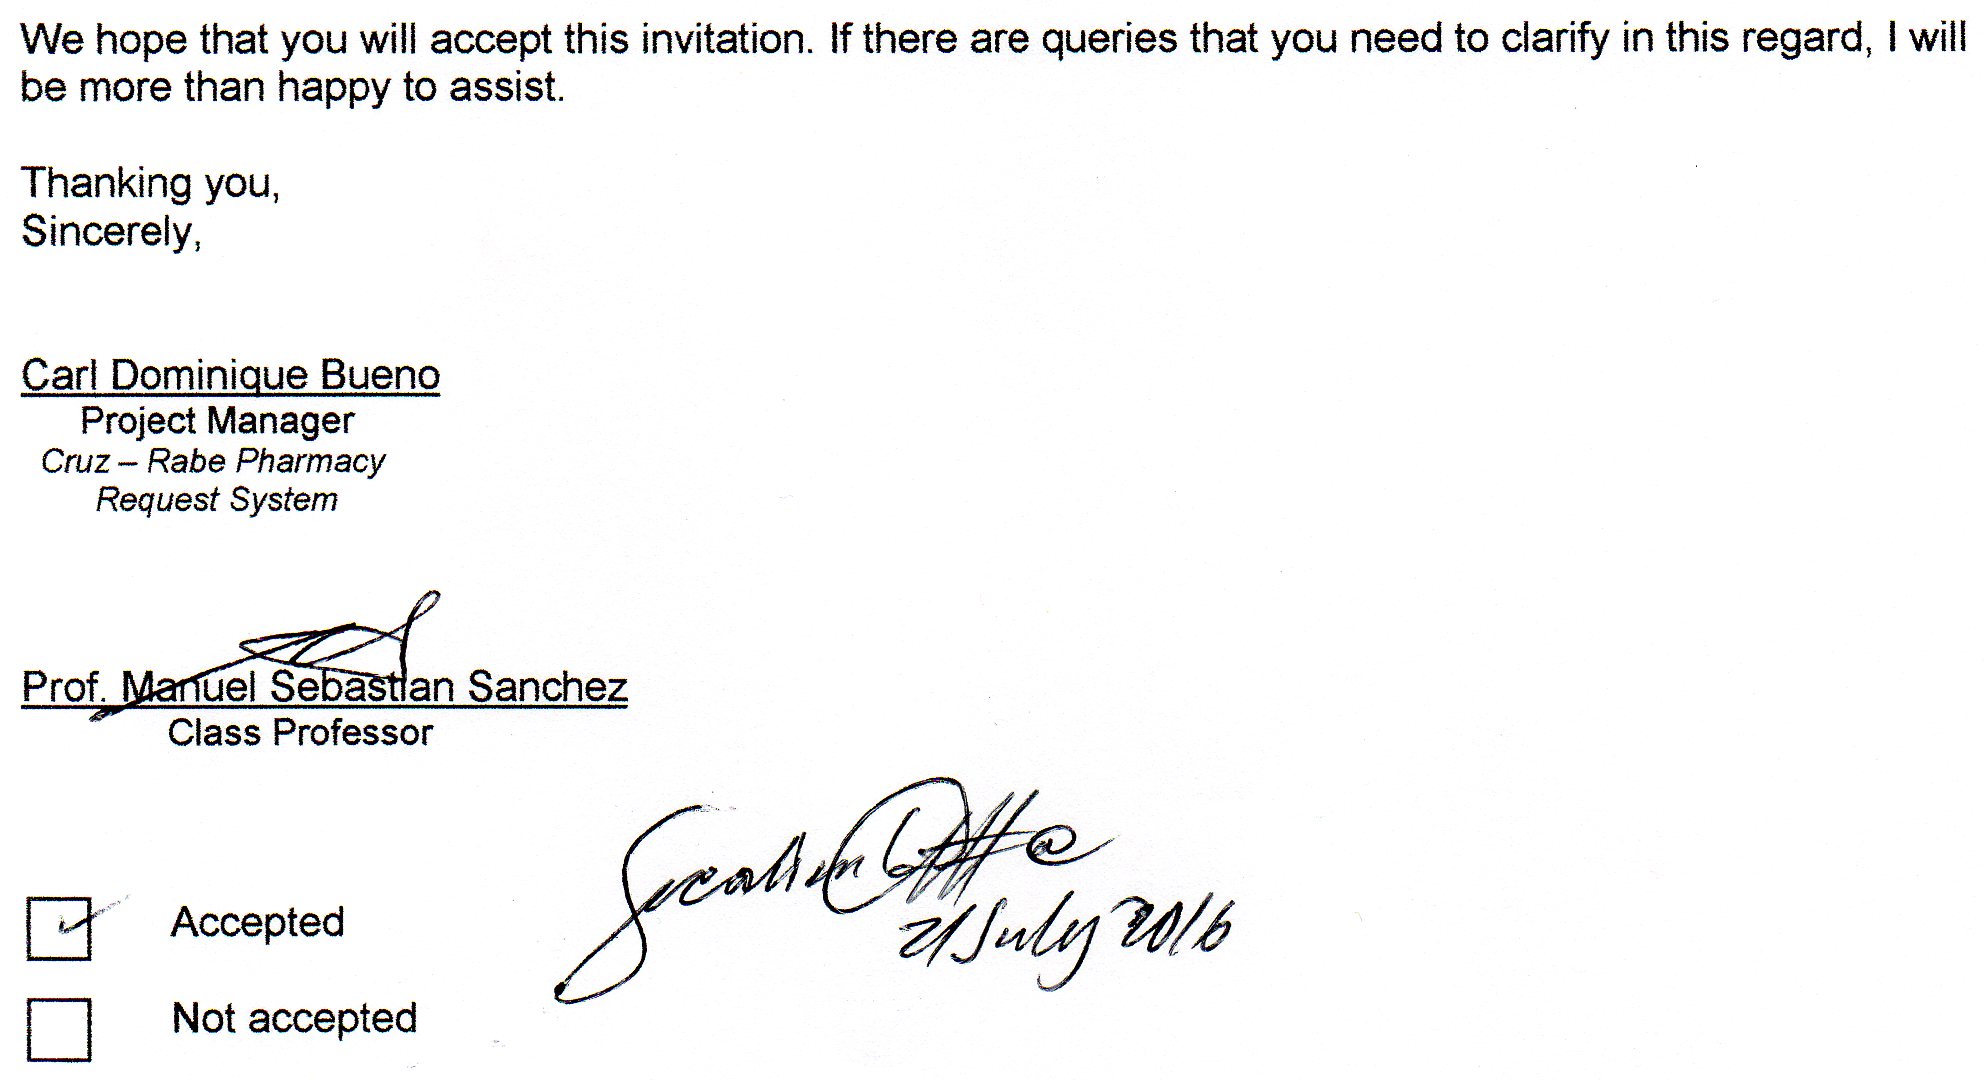 We hope that you will accept this invitation. If there are queries that you need to clarify in this regard, I will
be more than happy to assist.
Thanking you,
Sincerely,
Carl Dominique Bueno
Project Manager
Cruz – Rabe Pharmacy
Request System
Prof. Manuel Sebastian Sanchez
Class Professor
Accepted
21 July 2016
Not accepted